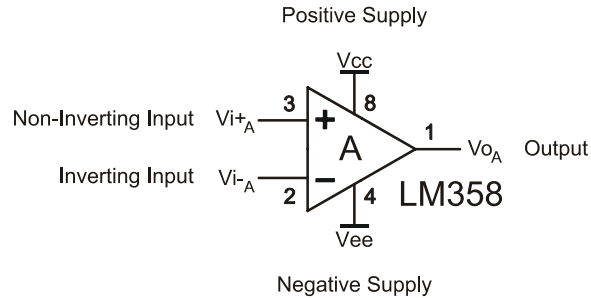 Positive Supply
Vcc
3 8
Non-Inverting Input Vi+A + 1
A VoA Output
Inverting Input Vi-A −
2 4 LM358
Vee
Negative Supply